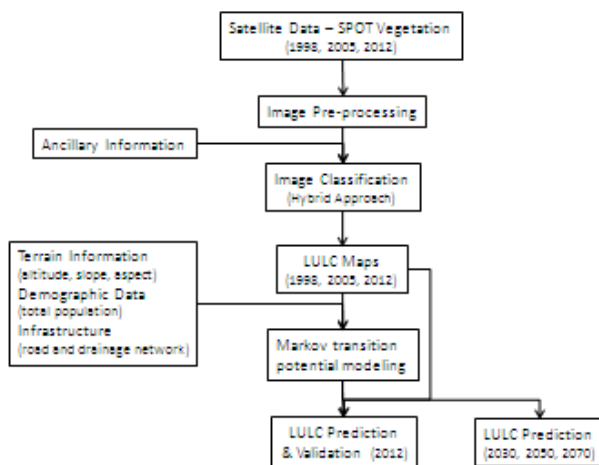 Satellite Data – SPOT Vegetation
(1998, 2005, 2012)
Image Pre-processing
Ancillary Information
Image Classification
(Hybrid Approach)
LULC Maps
(1998, 2005, 2012)
Terrain Information
(altitude, slope, aspect)
Demographic Data
(total population)
Infrastructure
(road and drainage network)
Markov transition
potential modeling
LULC Prediction
& Validation (2012)
LULC Prediction
(2030, 2050, 2070)